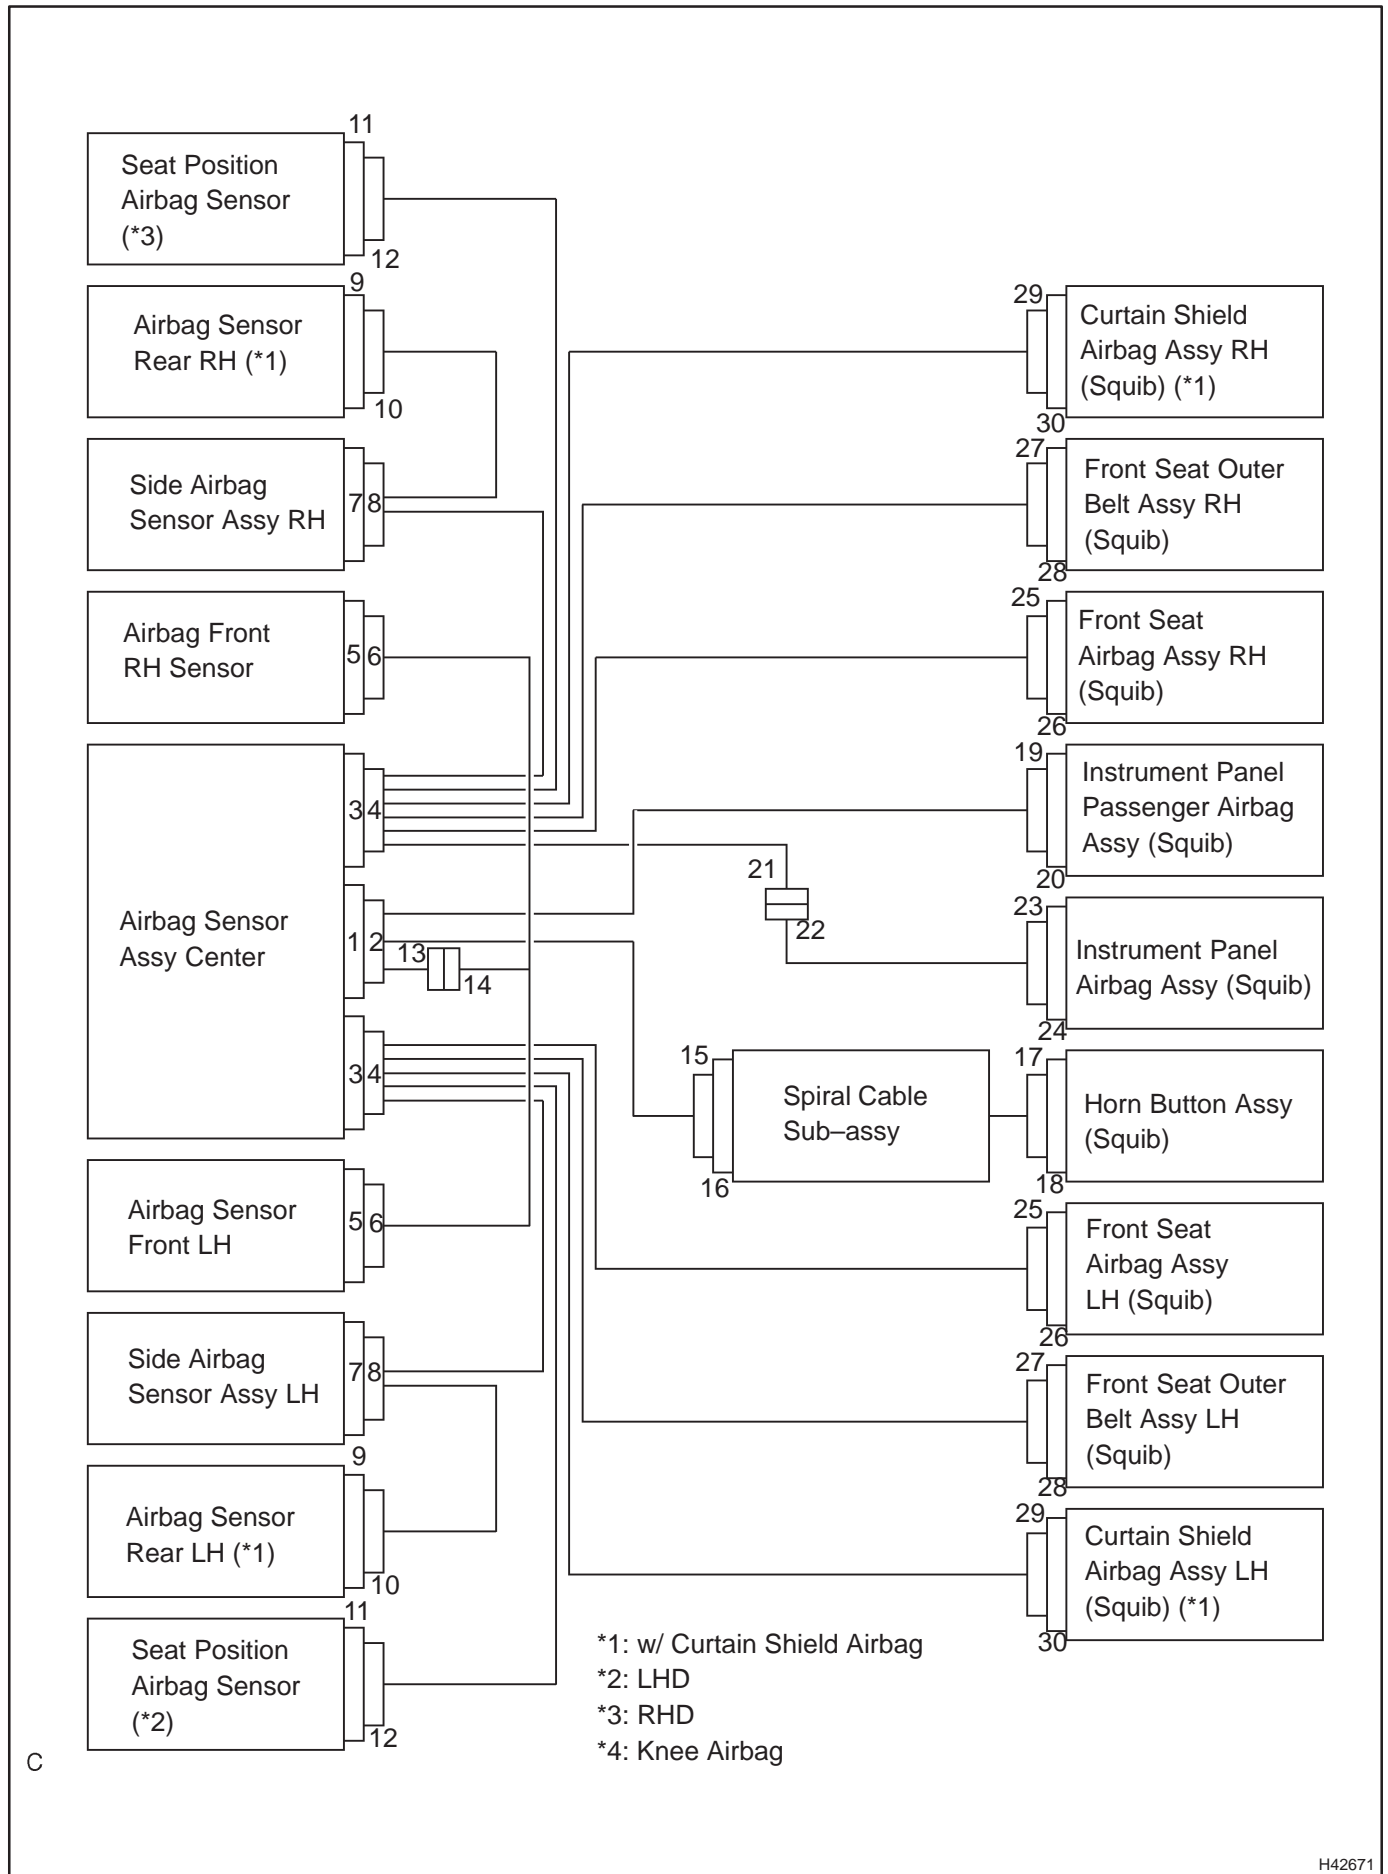 11
Seat Position
Airbag Sensor
(*3)
12
9
Airbag Sensor
Rear RH (*1)
10
Side Airbag
Sensor Assy RH
7 8
Airbag Front
RH Sensor
5 6
3 4
Airbag Sensor
Assy Center
1 2
13
14
3 4
Airbag Sensor
Front LH
5 6
Side Airbag
Sensor Assy LH
7 8
9
Airbag Sensor
Rear LH (*1)
10
11
Seat Position
Airbag Sensor
(*2)
12
29
Curtain Shield
Airbag Assy RH
(Squib) (*1)
30
27
Front Seat Outer
Belt Assy RH
(Squib)
28
25
Front Seat
Airbag Assy RH
(Squib)
26
19
Instrument Panel
Passenger Airbag
Assy (Squib)
20
21
22
23
Instrument Panel
Airbag Assy (Squib)
24
15
Spiral Cable
Sub–assy
16
17
Horn Button Assy
(Squib)
18
25
Front Seat
Airbag Assy
LH (Squib)
26
27
Front Seat Outer
Belt Assy LH
(Squib)
28
29
Curtain Shield
Airbag Assy LH
(Squib) (*1)
30
*1: w/ Curtain Shield Airbag
*2: LHD
*3: RHD
*4: Knee Airbag
C
H42671